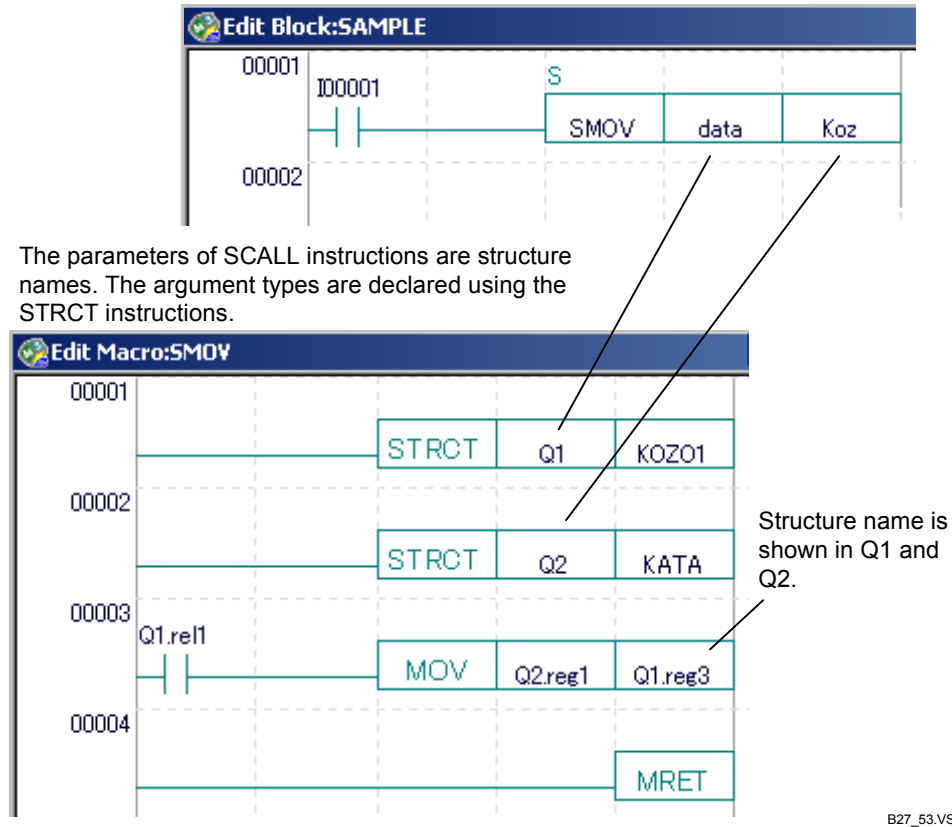 Edit Block:SAMPLE
00001
I00001
S
SMOV data Koz
00002
The parameters of SCALL instructions are structure
names. The argument types are declared using the
STRCT instructions.
Edit Macro:SMOV
00001
STRCT Q1 KOZO1
00002
STRCT Q2 KATA
Structure name is
shown in Q1 and
Q2.
00003
Q1.rel1
MOV Q2.reg1 Q1.reg3
00004
MRET
B27_53.VS